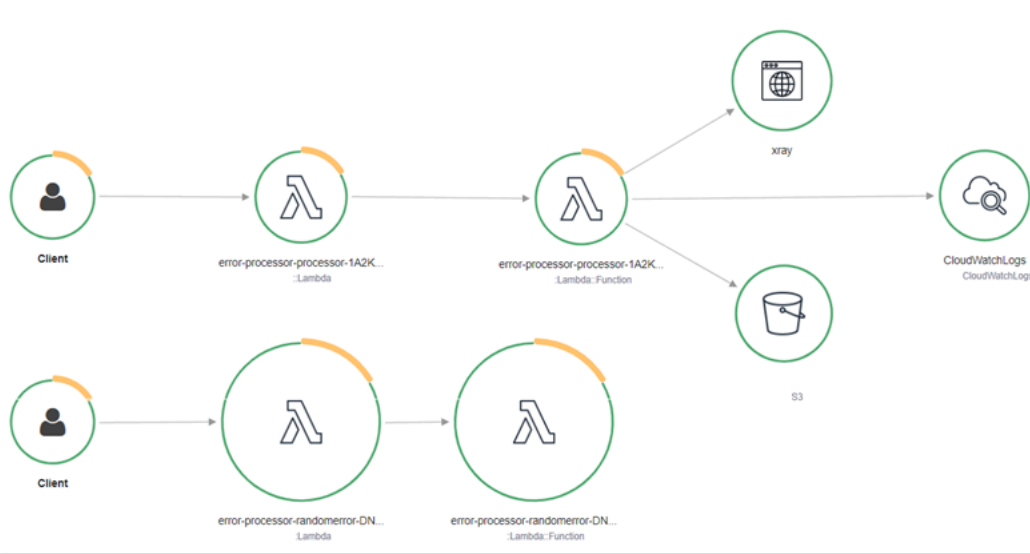 xray
Client
error-processor-processor-1A2K...
::Lambda
error-processor-processor-1A2K...
:Lambda::Function
CloudWatchLogs
CloudWatchLogs
S3
Client
error-processor-randomerror-DN...
:Lambda
error-processor-randomerror-DN...
:Lambda::Function